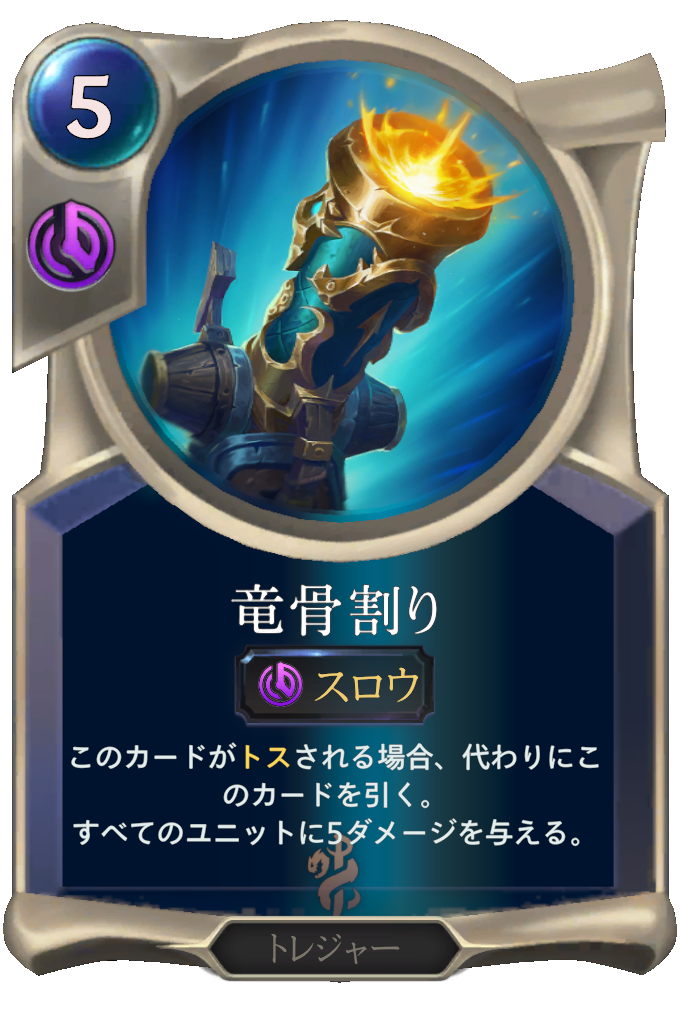 5
竜骨割り
スロウ
このカードがトスされる場合、代わりにこ
のカードを引く。
すべてのユニットに5ダメージを与える。
トレジャー